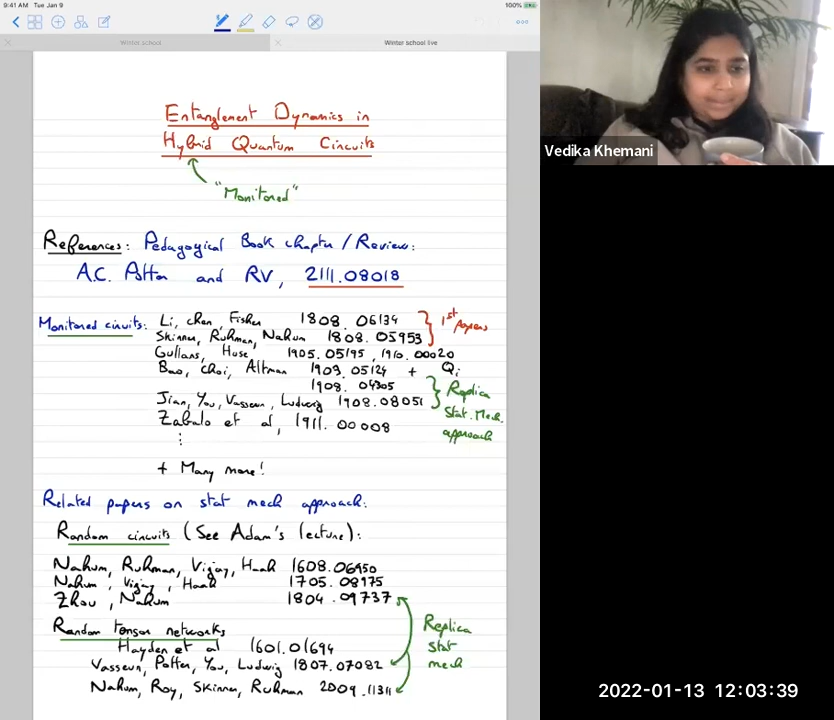 9:41 AM Tue Jan 9
100%
Winter school
Winter school live
Entanglement Dynamics in
Hybrid Quantum Circuits
"Monitored"
References: Pedagogical Book chapter / Review:
A.C. Potter and RV, 2111.08018
Monitored circuits: Li, Chen, Fisher 1808.06134
Skinner, Ruhman, Nahum 1808.05953
1st papers
Gullans, Huse 1905.05195, 1910.00020
Bao, Choi, Altman 1908.05124 + Qi
1908.04305
Jian, You, Vasseur, Ludwig 1908.08051
Replica
Stat. Mech.
approach
Zabalo et al, 1911.00008
+ Many more!
Related papers on stat mech approach:
Random circuits (See Adam's lecture):
Nahum, Ruhman, Vijay, Haah 1608.06950
Nahum, Vijay, Haah 1705.08975
Zhou, Nahum 1804.09737
Random tensor networks
Hayden et al 1601.01694
Vasseur, Potter, You, Ludwig 1807.07082
Nahum, Roy, Skinner, Ruhman 2009.11311
Replica
stat
mech
Vedika Khemani
2022-01-13 12:03:39